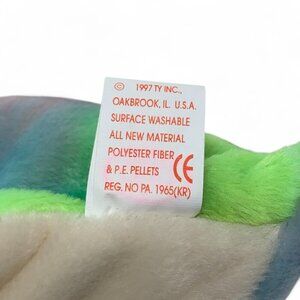 © 1997 TY INC.,
OAKBROOK, IL. U.S.A.
SURFACE WASHABLE
ALL NEW MATERIAL
POLYESTER FIBER
& P.E. PELLETS CE
REG. NO PA. 1965(KR)